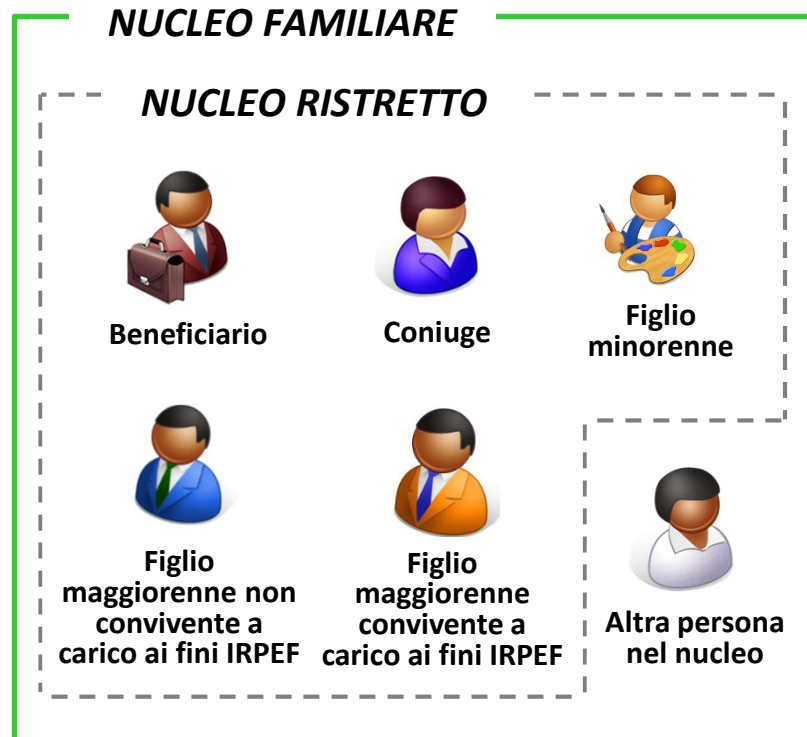 NUCLEO FAMILIARE
NUCLEO RISTRETTO
Beneficiario
Coniuge
Figlio
minorenne
Figlio
maggiorenne non
convivente a
carico ai fini IRPEF
Figlio
maggiorenne
convivente a
carico ai fini IRPEF
Altra persona
nel nucleo